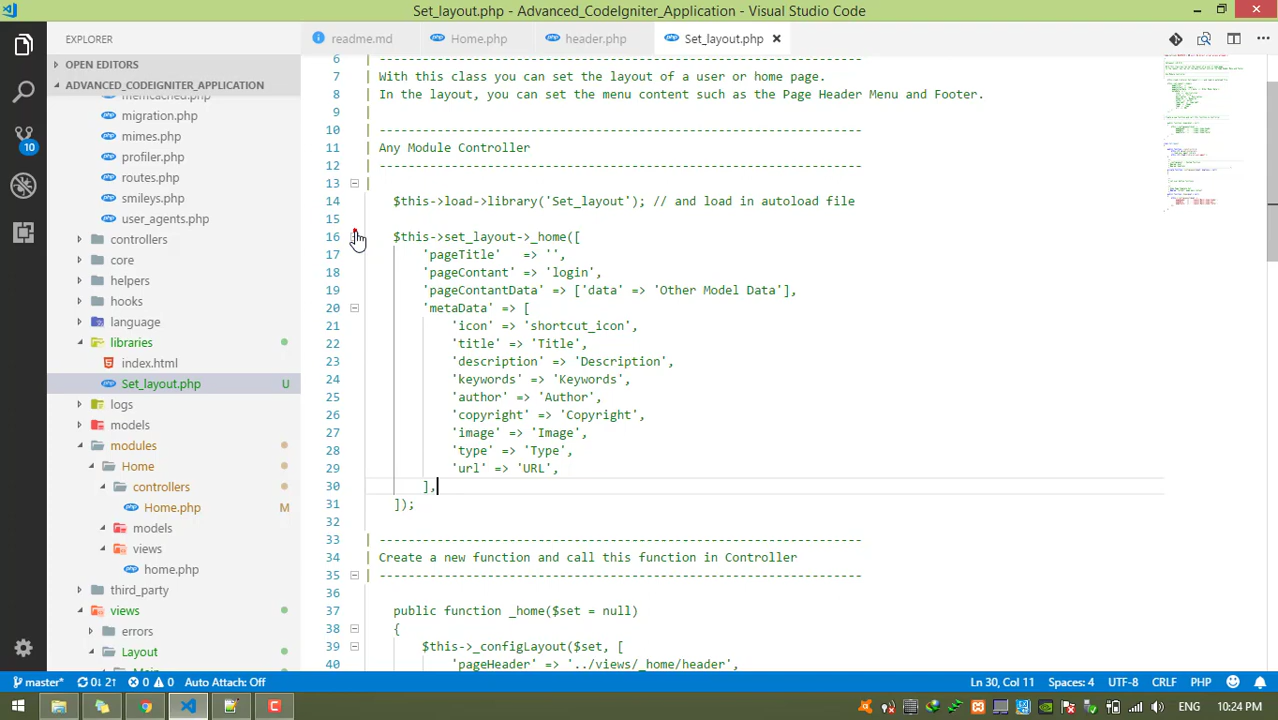 Set_layout.php - Advanced_CodeIgniter_Application - Visual Studio Code
EXPLORER
OPEN EDITORS
ADVANCED_CODEIGNITER_APPLICATION
memcached.php
migration.php
mimes.php
profiler.php
routes.php
smileys.php
user_agents.php
controllers
core
helpers
hooks
language
libraries
index.html
Set_layout.php U
logs
models
modules
Home
controllers
Home.php M
models
views
home.php
third_party
views
errors
Layout
Main
10
readme.md
Home.php
header.php
Set_layout.php
6 | ------------------------------------------------------------------
7 | With this class you can set the layout of a user or home page.
8 | In the layout you can set the menu content such as the Page Header Menu and Footer.
9 |
10 | ------------------------------------------------------------------
11 | Any Module Controller
12 | ------------------------------------------------------------------
13 |
14 $this->load->library('Set_layout'); // and load in autoload file
15
16 $this->set_layout->_home([
17 'pageTitle' => '',
18 'pageContant' => 'login',
19 'pageContantData' => ['data' => 'Other Model Data'],
20 'metaData' => [
21 'icon' => 'shortcut_icon',
22 'title' => 'Title',
23 'description' => 'Description',
24 'keywords' => 'Keywords',
25 'author' => 'Author',
26 'copyright' => 'Copyright',
27 'image' => 'Image',
28 'type' => 'Type',
29 'url' => 'URL',
30 ],
31 ]);
32
33 | ------------------------------------------------------------------
34 | Create a new function and call this function in Controller
35 | ------------------------------------------------------------------
36
37 public function _home($set = null)
38 {
39 $this->_configLayout($set, [
40 'pageHeader' => '../views/_home/header',
master* 0↓ 2↑ 0 0 Auto Attach: Off Ln 30, Col 11 Spaces: 4 UTF-8 CRLF PHP
ENG 10:24 PM